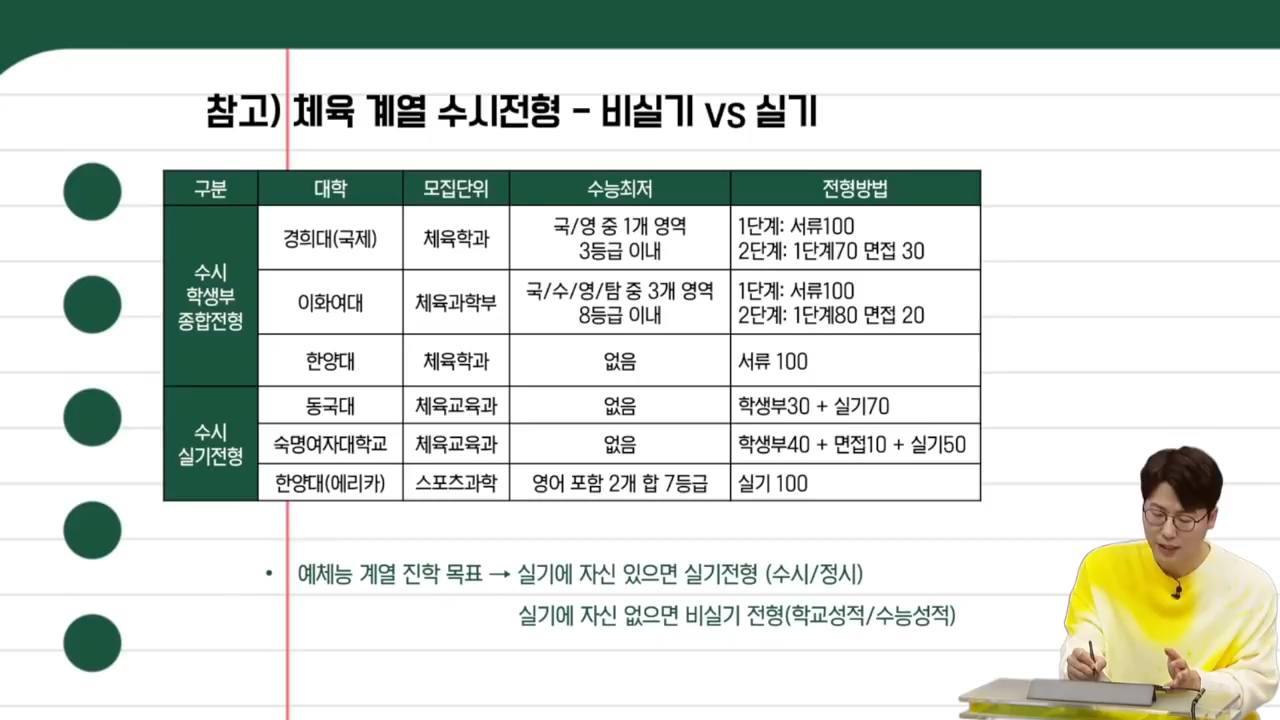 참고) 체육 계열 수시전형 - 비실기 vs 실기
구분 대학 모집단위 수능최저 전형방법
수시
학생부
종합전형
경희대(국제) 체육학과
국/영 중 1개 영역
3등급 이내
1단계: 서류100
2단계: 1단계70 면접 30
이화여대 체육과학부
국/수/영/탐 중 3개 영역
8등급 이내
1단계: 서류100
2단계: 1단계80 면접 20
한양대 체육학과 없음 서류 100
수시
실기전형
동국대 체육교육과 없음 학생부30 + 실기70
숙명여자대학교 체육교육과 없음 학생부40 + 면접10 + 실기50
한양대(에리카) 스포츠과학 영어 포함 2개 합 7등급 실기 100
• 예체능 계열 진학 목표 → 실기에 자신 있으면 실기전형 (수시/정시)
실기에 자신 없으면 비실기 전형(학교성적/수능성적)